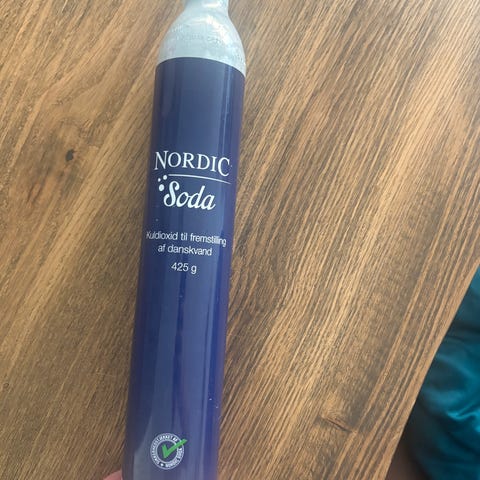 NORDIC
Soda
Kuldioxid til fremstilling
af danskvand
425 g